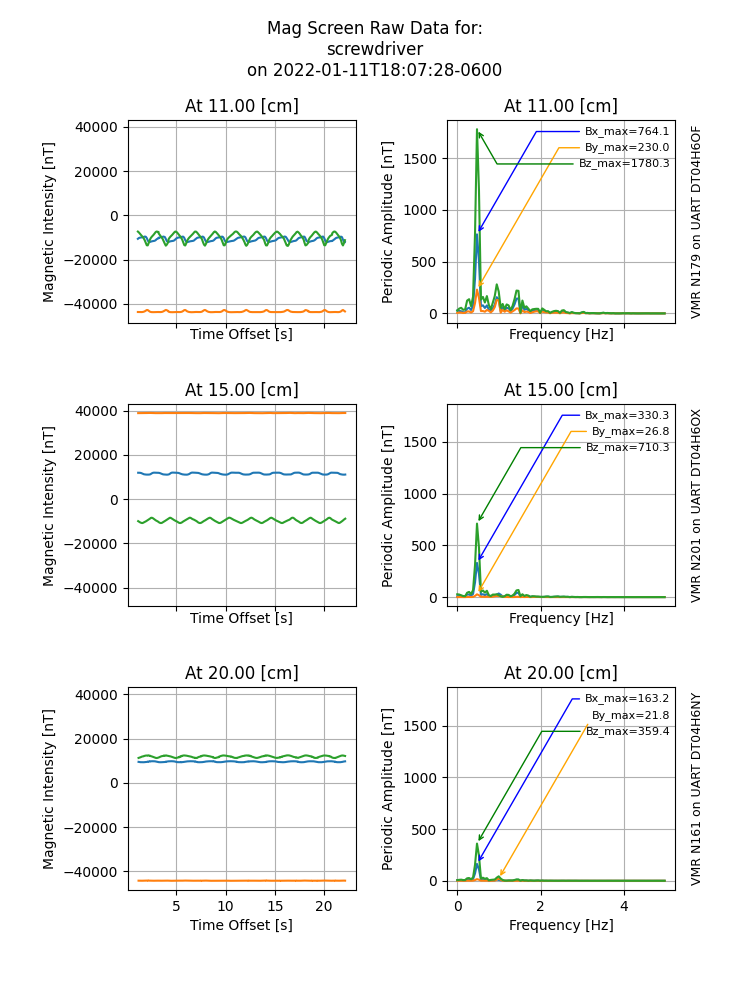 Mag Screen Raw Data for:
screwdriver
on 2022-01-11T18:07:28-0600
At 11.00 [cm]
At 11.00 [cm]
Magnetic Intensity [nT]
40000
20000
0
−20000
−40000
Time Offset [s]
Periodic Amplitude [nT]
1500
1000
500
0
Bx_max=764.1
By_max=230.0
Bz_max=1780.3
Frequency [Hz]
VMR N179 on UART DT04H6OF
At 15.00 [cm]
At 15.00 [cm]
Magnetic Intensity [nT]
40000
20000
0
−20000
−40000
Time Offset [s]
Periodic Amplitude [nT]
1500
1000
500
0
Bx_max=330.3
By_max=26.8
Bz_max=710.3
Frequency [Hz]
VMR N201 on UART DT04H6OX
At 20.00 [cm]
At 20.00 [cm]
Magnetic Intensity [nT]
40000
20000
0
−20000
−40000
5 10 15 20
Time Offset [s]
Periodic Amplitude [nT]
1500
1000
500
0
Bx_max=163.2
By_max=21.8
Bz_max=359.4
0 2 4
Frequency [Hz]
VMR N161 on UART DT04H6NY